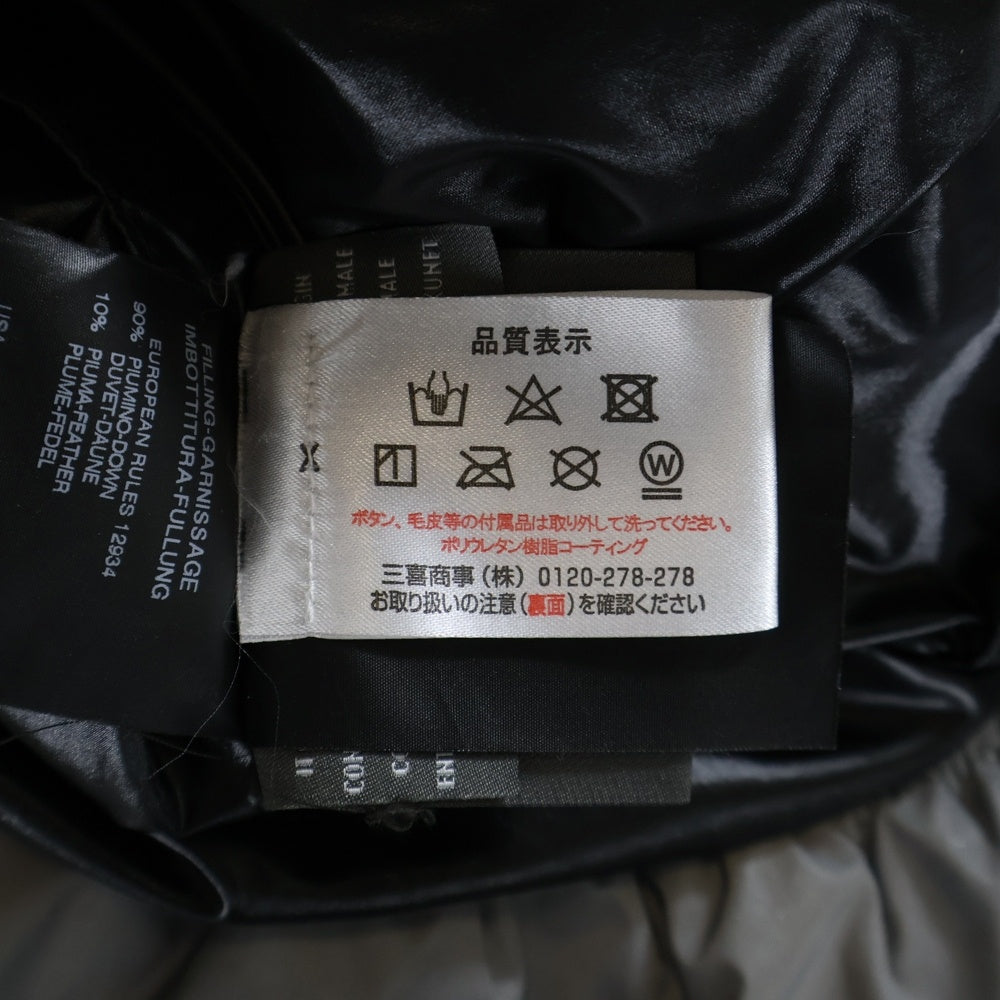 品質表示
W
ボタン、毛皮等の付属品は取り外して洗ってください。
ポリウレタン樹脂コーティング
三喜商事(株) 0120-278-278
お取り扱いの注意(裏面)を確認ください
FILLING-GARNISSAGE
IMBOTTITURA-FULLUNG
EUROPEAN RULES 12934
90% PIUMINO-DOWN
DUVET-DAUNE
10% PIUMA-FEATHER
PLUME-FEDEL
USA